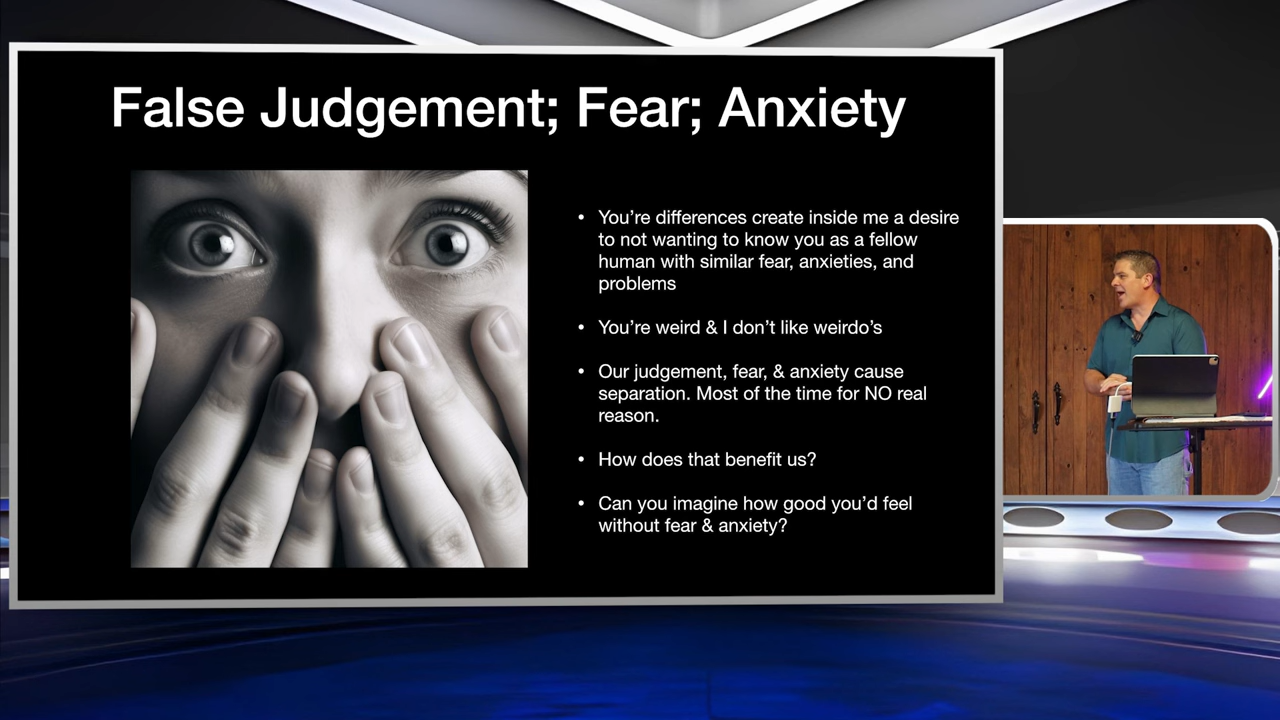 False Judgement; Fear; Anxiety
• You’re differences create inside me a desire
to not wanting to know you as a fellow
human with similar fear, anxieties, and
problems
• You’re weird & I don’t like weirdo’s
• Our judgement, fear, & anxiety cause
separation. Most of the time for NO real
reason.
• How does that benefit us?
• Can you imagine how good you’d feel
without fear & anxiety?